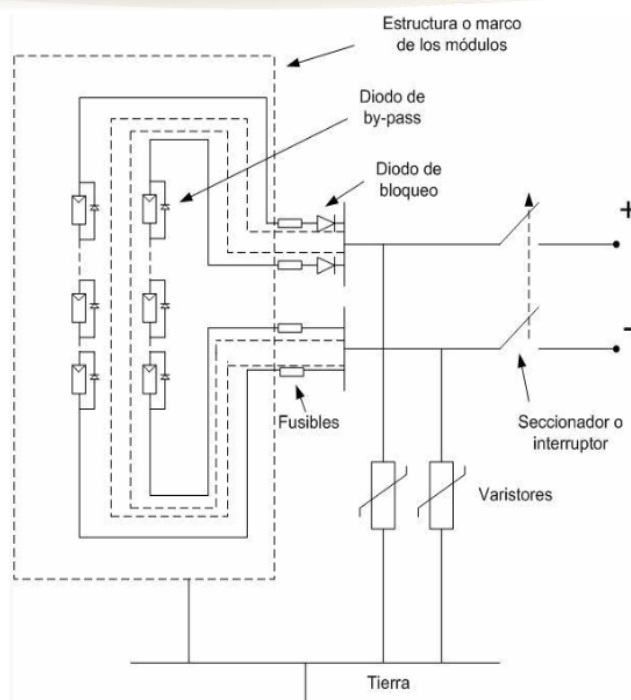 Estructura o marco
de los módulos
Diodo de
by-pass
Diodo de
bloqueo
+
-
Fusibles
Seccionador o
interruptor
Varistores
Tierra